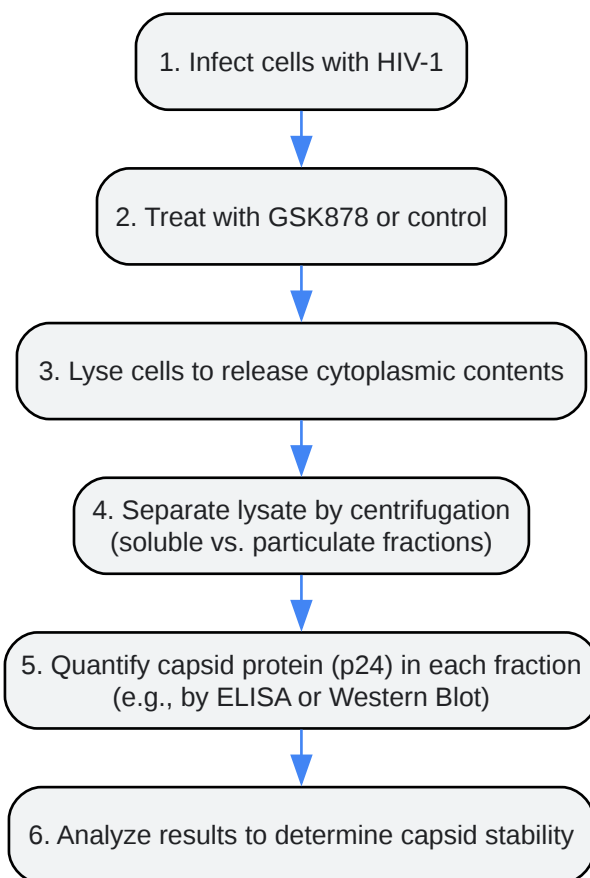 1. Infect cells with HIV-1
2. Treat with GSK878 or control
3. Lyse cells to release cytoplasmic contents
4. Separate lysate by centrifugation
(soluble vs. particulate fractions)
5. Quantify capsid protein (p24) in each fraction
(e.g., by ELISA or Western Blot)
6. Analyze results to determine capsid stability